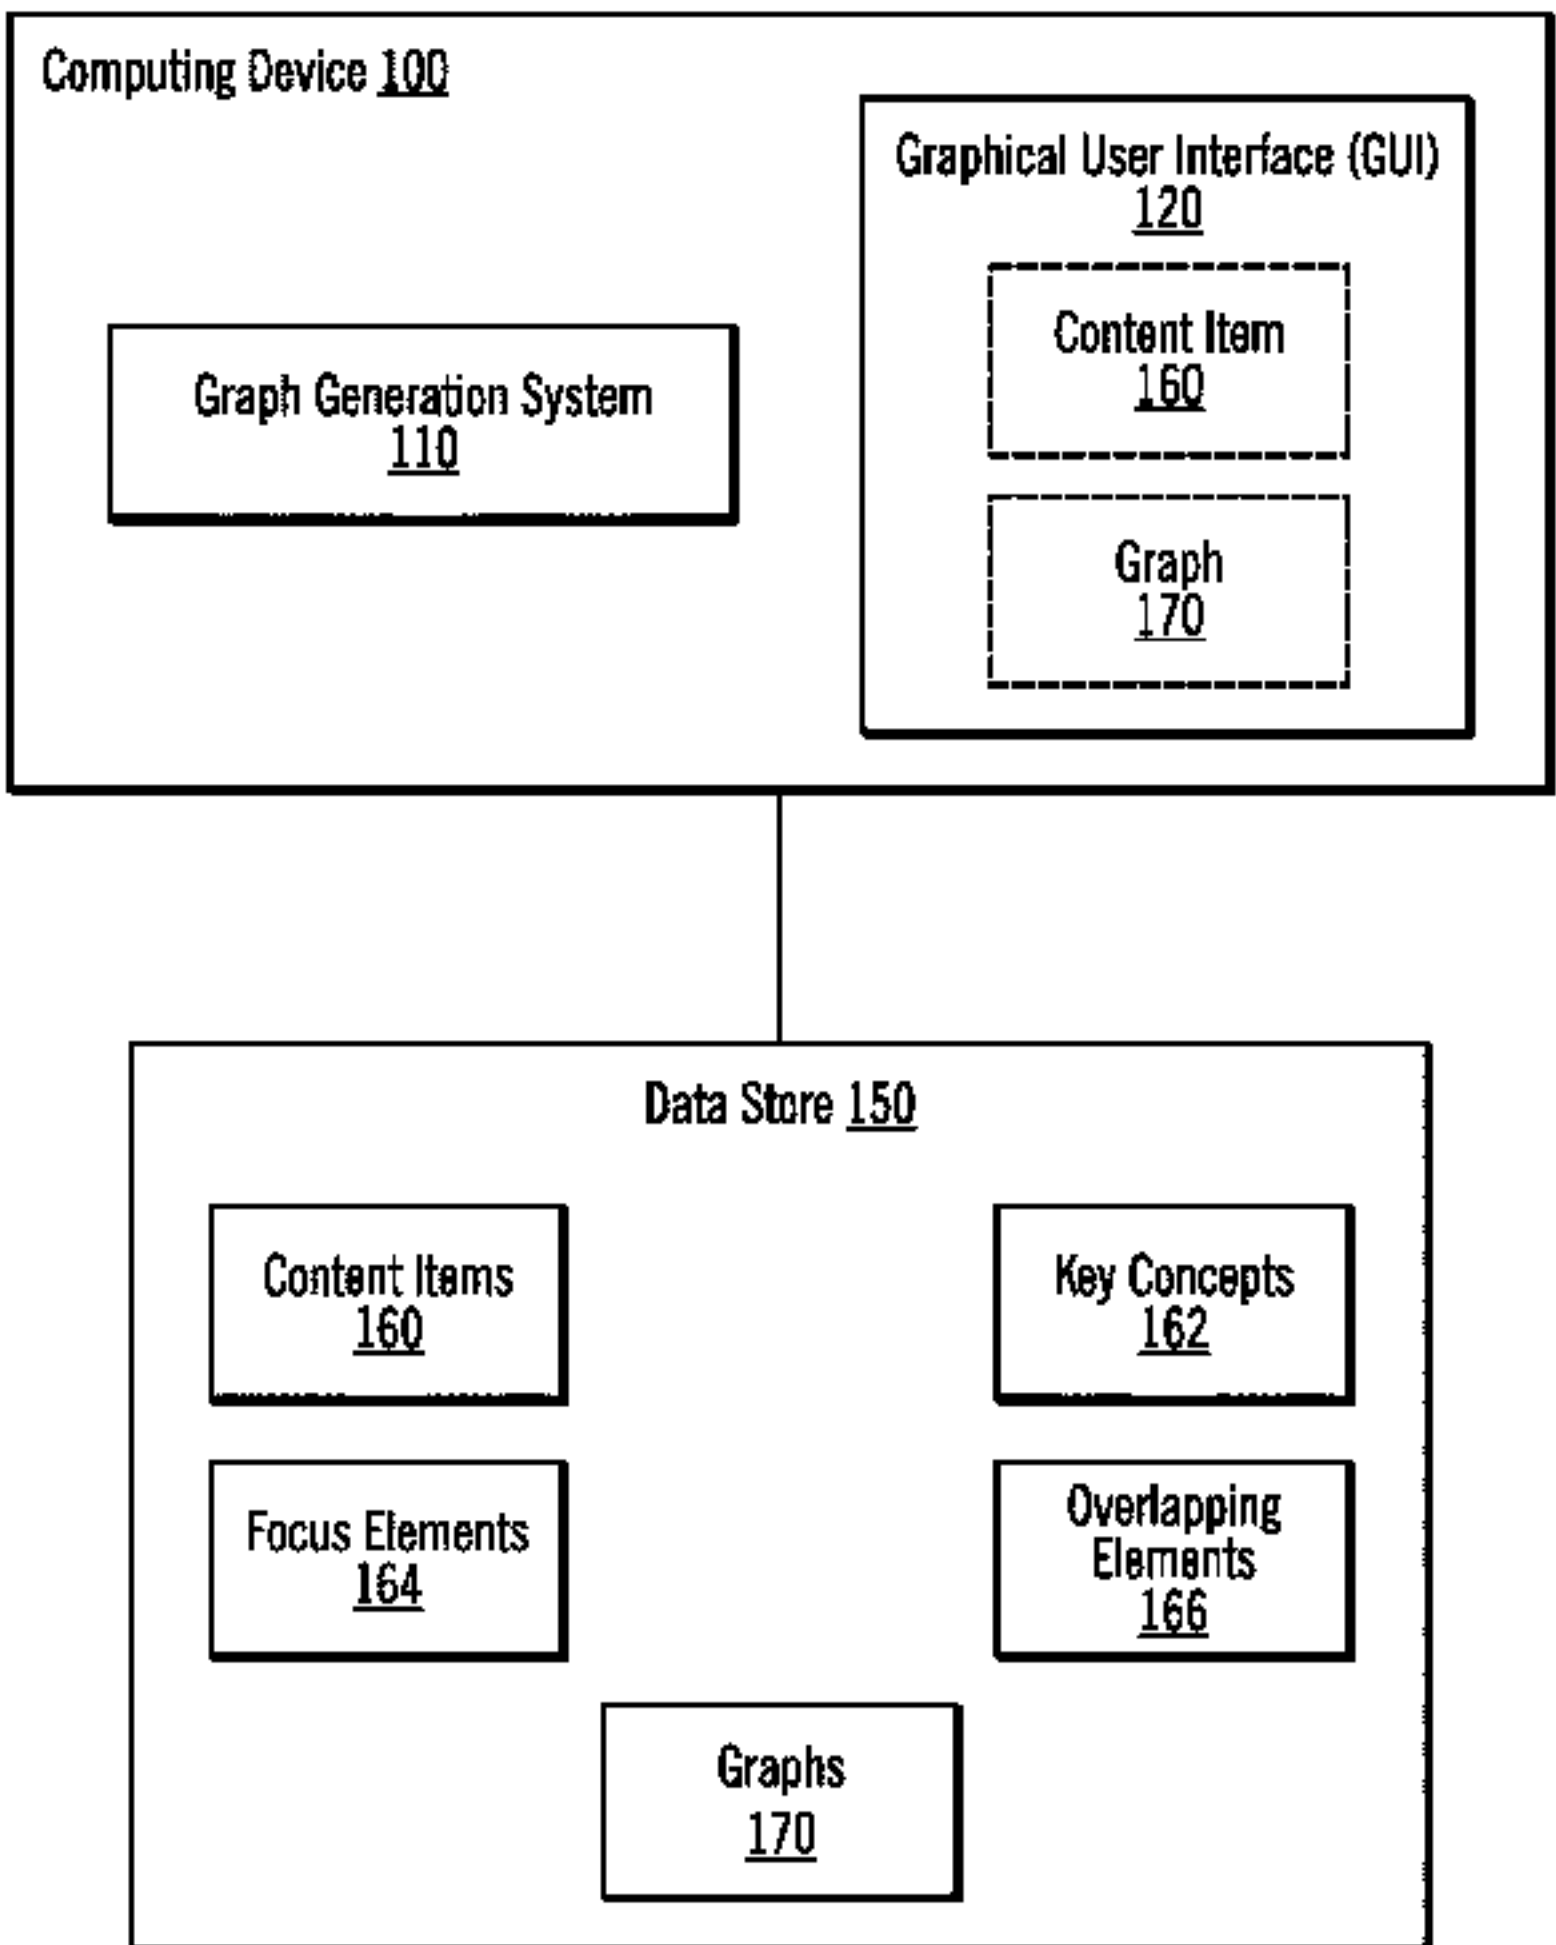 Computing Device 100
Graphical User Interface (GUI)
120
Content Item
160
Graph Generation System
110
Graph
170
Data Store 150
Content Items
160
Key Concepts
162
Focus Elements
164
Overlapping
Elements
166
Graphs
170